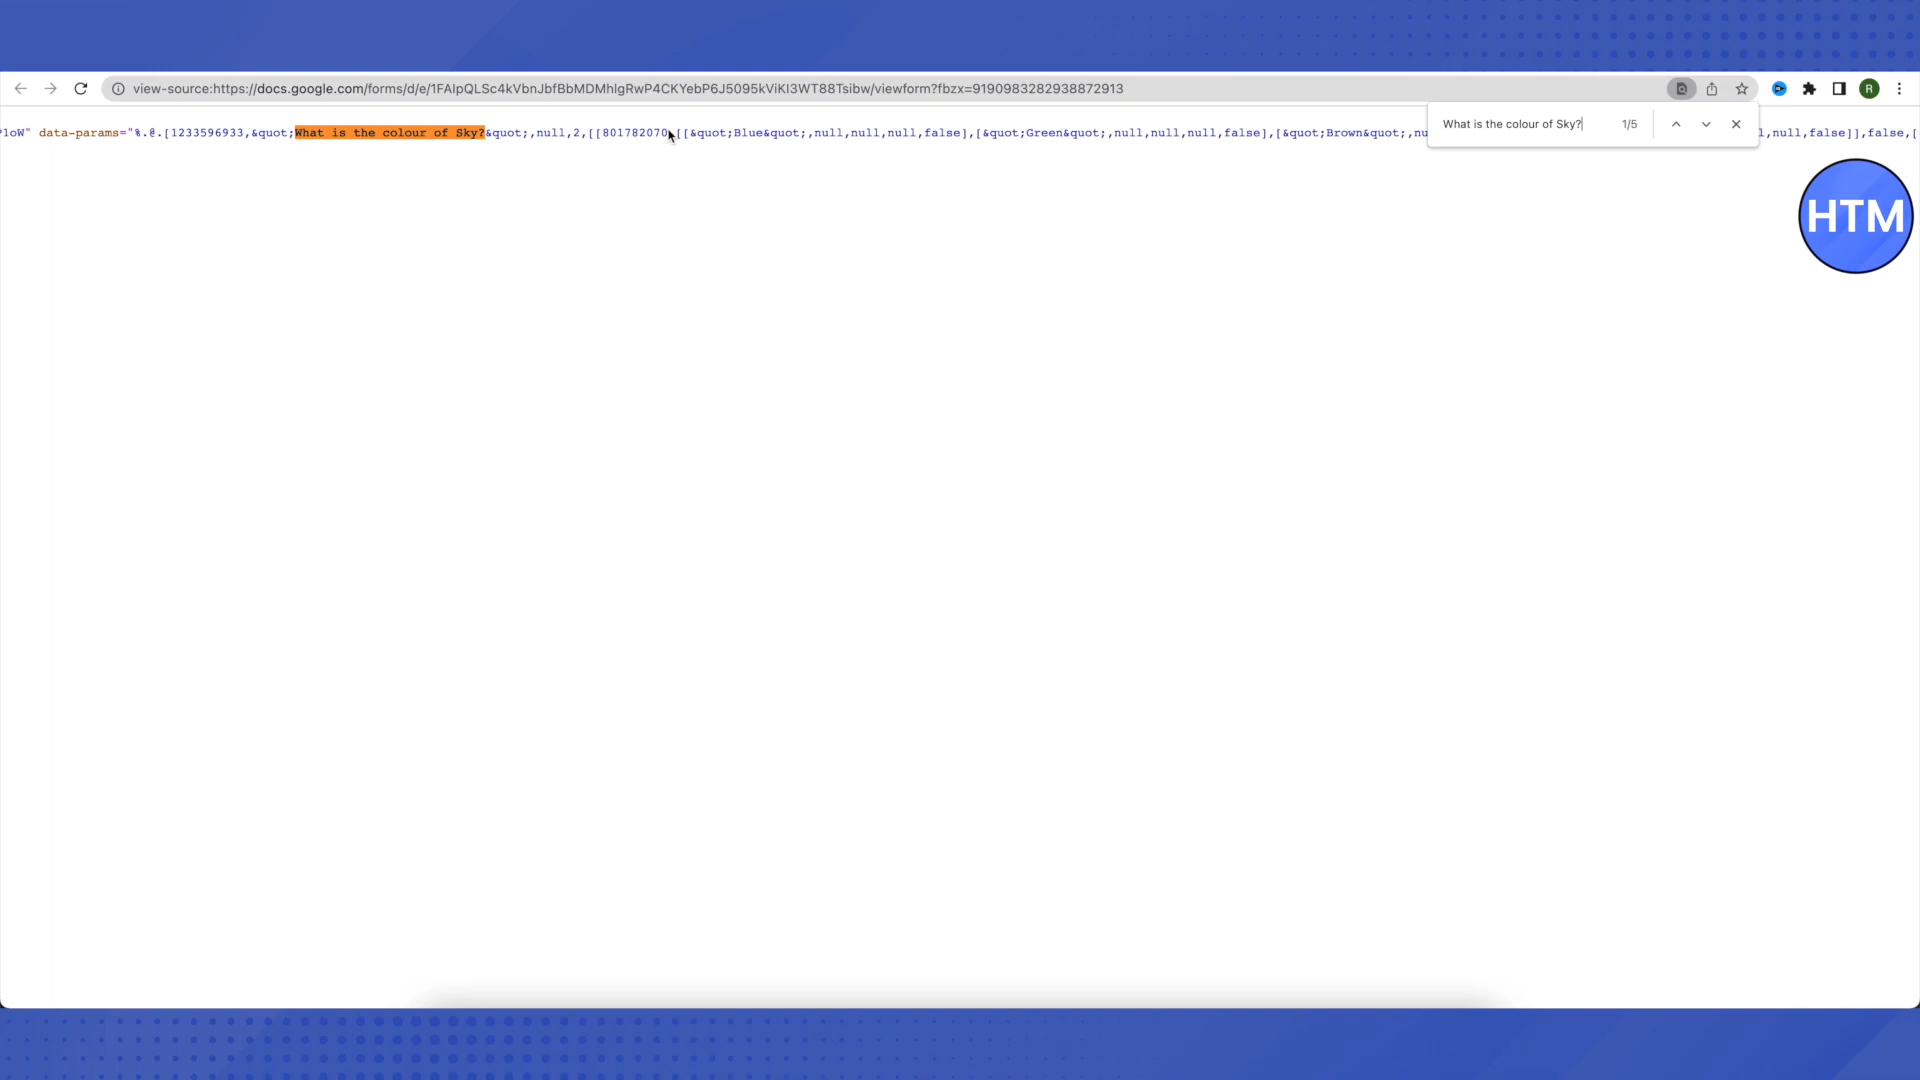 view-source:https://docs.google.com/forms/d/e/1FAIpQLSc4kVbnJbfBbMDMhlgRwP4CKYebP6J5095kViKI3WT88Tsibw/viewform?fbzx=9190983282938872913
R
What is the colour of Sky? 1/5
1oW" data-params="%.@.[1233596933,&quot;What is the colour of Sky?&quot;,null,2,[[801782070,[[&quot;Blue&quot;,null,null,null,false],[&quot;Green&quot;,null,null,null,false],[&quot;Brown&quot;,nu l,null,false]],false,[
HTM